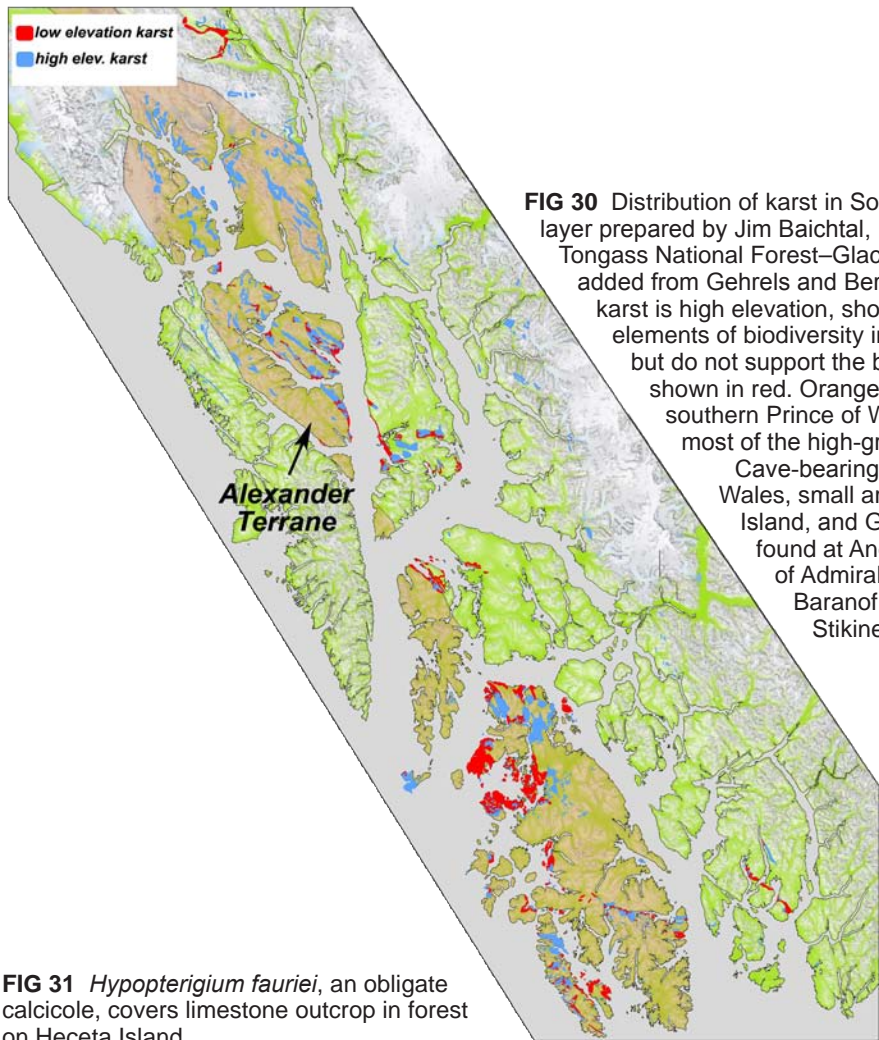 low elevation karst
high elev. karst
Alexander
Terrane
FIG 30 Distribution of karst in So
layer prepared by Jim Baichtal,
Tongass National Forest–Glac
added from Gehrels and Ber
karst is high elevation, sho
elements of biodiversity i
but do not support the b
shown in red. Orange
southern Prince of W
most of the high-gr
Cave-bearing
Wales, small ar
Island, and G
found at An
of Admiral
Baranof
Stikine
FIG 31 Hypopterigium fauriei, an obligate
calcicole, covers limestone outcrop in forest
on Heceta Island